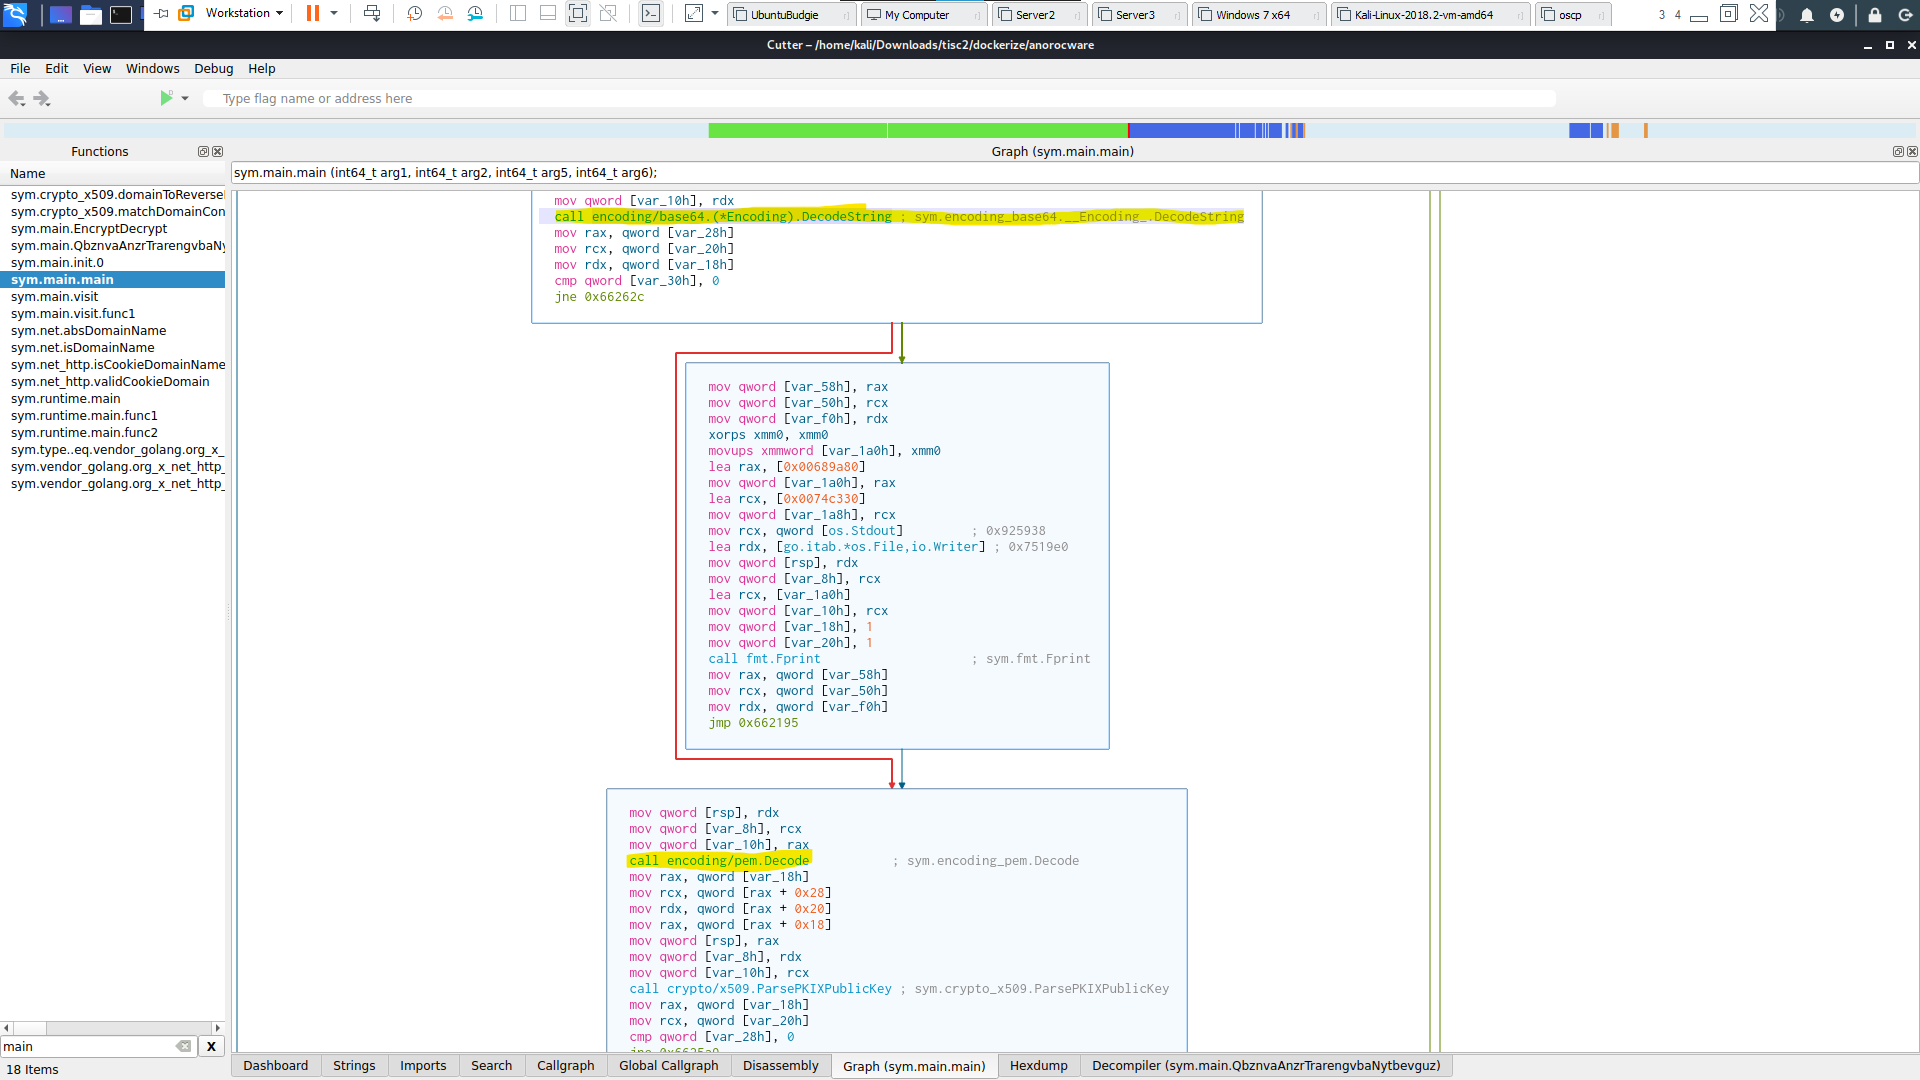 Workstation
UbuntuBudgie
My Computer
Server2
Server3
Windows 7 x64
Kali-Linux-2018.2-vm-amd64
oscp
3 4
Cutter – /home/kali/Downloads/tisc2/dockerize/anorocware
File Edit View Windows Debug Help
Type flag name or address here
Functions
Graph (sym.main.main)
Name
sym.main.main (int64_t arg1, int64_t arg2, int64_t arg5, int64_t arg6);
sym.crypto_x509.domainToReverse
sym.crypto_x509.matchDomainCon
sym.main.EncryptDecrypt
sym.main.QbznvaAnzrTrarengvbaNy
sym.main.init.0
sym.main.main
sym.main.visit
sym.main.visit.func1
sym.net.absDomainName
sym.net.isDomainName
sym.net_http.isCookieDomainName
sym.net_http.validCookieDomain
sym.runtime.main
sym.runtime.main.func1
sym.runtime.main.func2
sym.type..eq.vendor_golang.org_x_
sym.vendor_golang.org_x_net_http_
sym.vendor_golang.org_x_net_http_
main
X
18 Items
mov qword [var_10h], rdx
call encoding/base64.(*Encoding).DecodeString ; sym.encoding_base64.__Encoding_.DecodeString
mov rax, qword [var_28h]
mov rcx, qword [var_20h]
mov rdx, qword [var_18h]
cmp qword [var_30h], 0
jne 0x66262c
mov qword [var_58h], rax
mov qword [var_50h], rcx
mov qword [var_f0h], rdx
xorps xmm0, xmm0
movups xmmword [var_1a0h], xmm0
lea rax, [0x00689a80]
mov qword [var_1a0h], rax
lea rcx, [0x0074c330]
mov qword [var_1a8h], rcx
mov rcx, qword [os.Stdout] ; 0x925938
lea rdx, [go.itab.*os.File,io.Writer] ; 0x7519e0
mov qword [rsp], rdx
mov qword [var_8h], rcx
lea rcx, [var_1a0h]
mov qword [var_10h], rcx
mov qword [var_18h], 1
mov qword [var_20h], 1
call fmt.Fprint ; sym.fmt.Fprint
mov rax, qword [var_58h]
mov rcx, qword [var_50h]
mov rdx, qword [var_f0h]
jmp 0x662195
mov qword [rsp], rdx
mov qword [var_8h], rcx
mov qword [var_10h], rax
call encoding/pem.Decode ; sym.encoding_pem.Decode
mov rax, qword [var_18h]
mov rcx, qword [rax + 0x28]
mov rdx, qword [rax + 0x20]
mov rax, qword [rax + 0x18]
mov qword [rsp], rax
mov qword [var_8h], rdx
mov qword [var_10h], rcx
call crypto/x509.ParsePKIXPublicKey ; sym.crypto_x509.ParsePKIXPublicKey
mov rax, qword [var_18h]
mov rcx, qword [var_20h]
cmp qword [var_28h], 0
Dashboard Strings Imports Search Callgraph Global Callgraph Disassembly Graph (sym.main.main) Hexdump Decompiler (sym.main.QbznvaAnzrTrarengvbaNytbevguz)